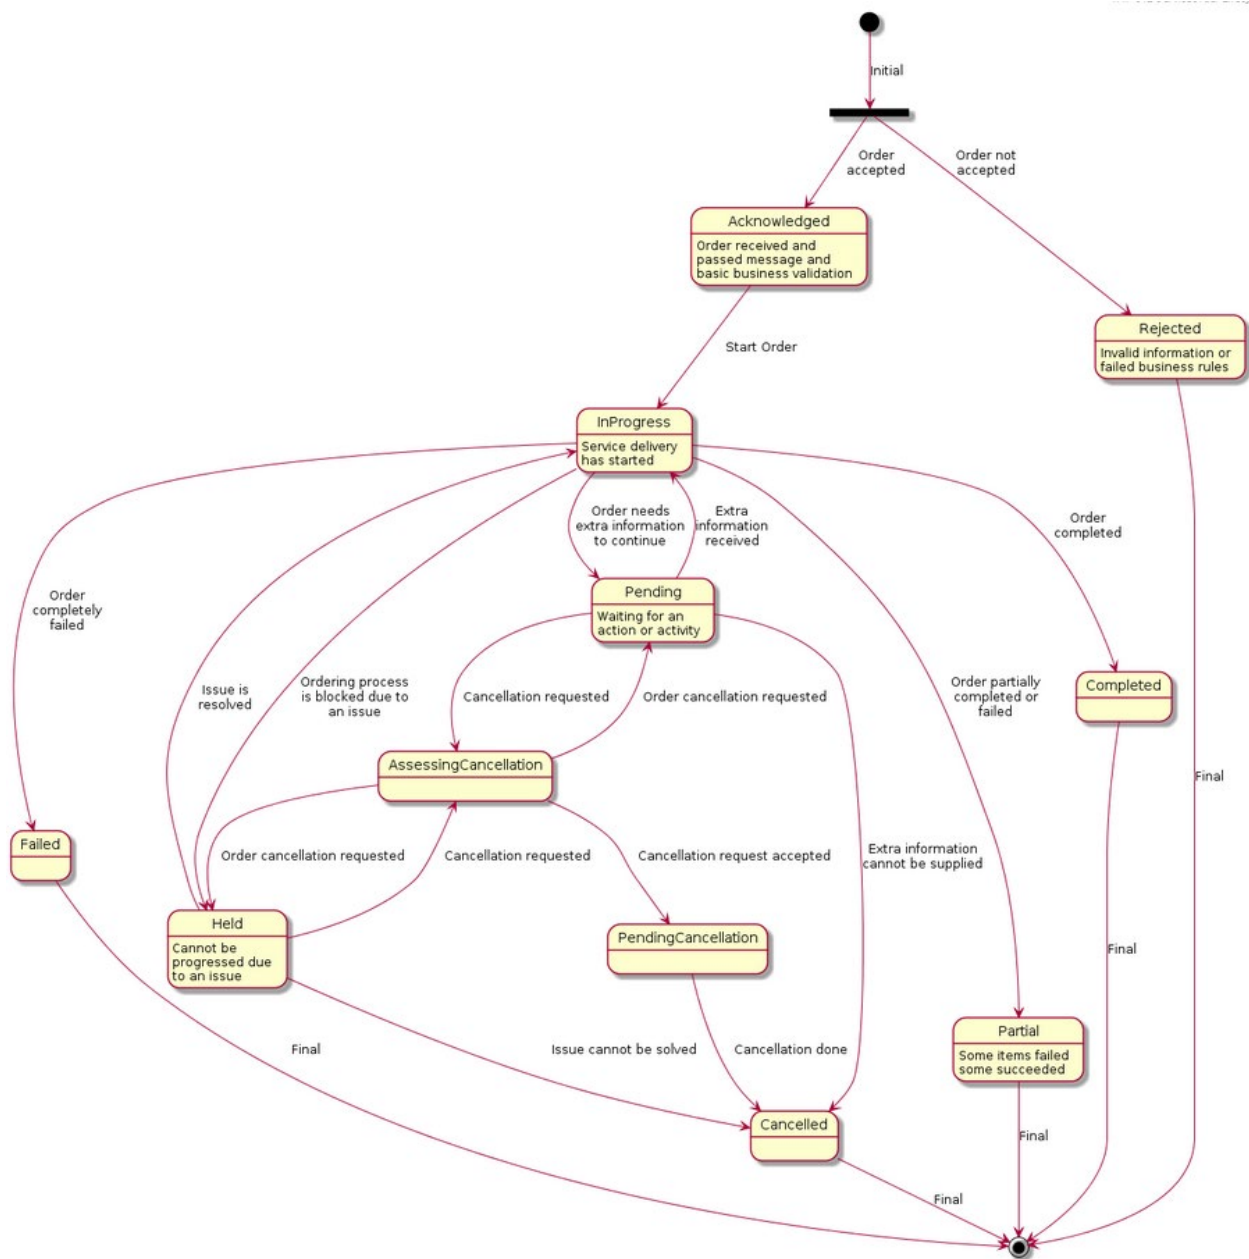 Initial
Order
accepted
Order not
accepted
Acknowledged
Order received and
passed message and
basic business validation
Rejected
Invalid information or
failed business rules
Start Order
InProgress
Service delivery
has started
Order needs
extra information
to continue
Extra
information
received
Order
completed
Order
completely
failed
Pending
Waiting for an
action or activity
Issue is
resolved
Ordering process
is blocked due to
an issue
Cancellation requested
Order cancellation requested
Order partially
completed or
failed
Completed
AssessingCancellation
Final
Failed
Order cancellation requested
Cancellation requested
Cancellation request accepted
Extra information
cannot be supplied
Held
Cannot be
progressed due
to an issue
PendingCancellation
Final
Final
Issue cannot be solved
Cancellation done
Partial
Some items failed
some succeeded
Cancelled
Final
Final